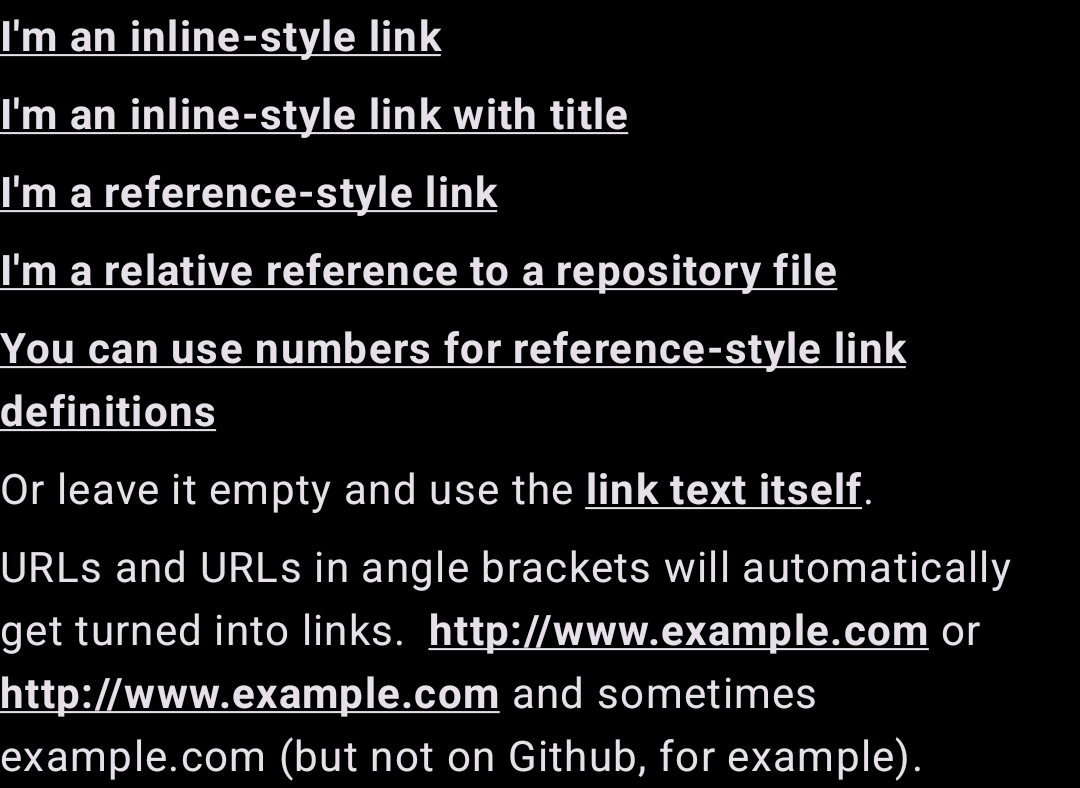 I'm an inline-style link
I'm an inline-style link with title
I'm a reference-style link
I'm a relative reference to a repository file
You can use numbers for reference-style link
definitions
Or leave it empty and use the link text itself.
URLs and URLs in angle brackets will automatically
get turned into links.  http://www.example.com or
http://www.example.com and sometimes
example.com (but not on Github, for example).